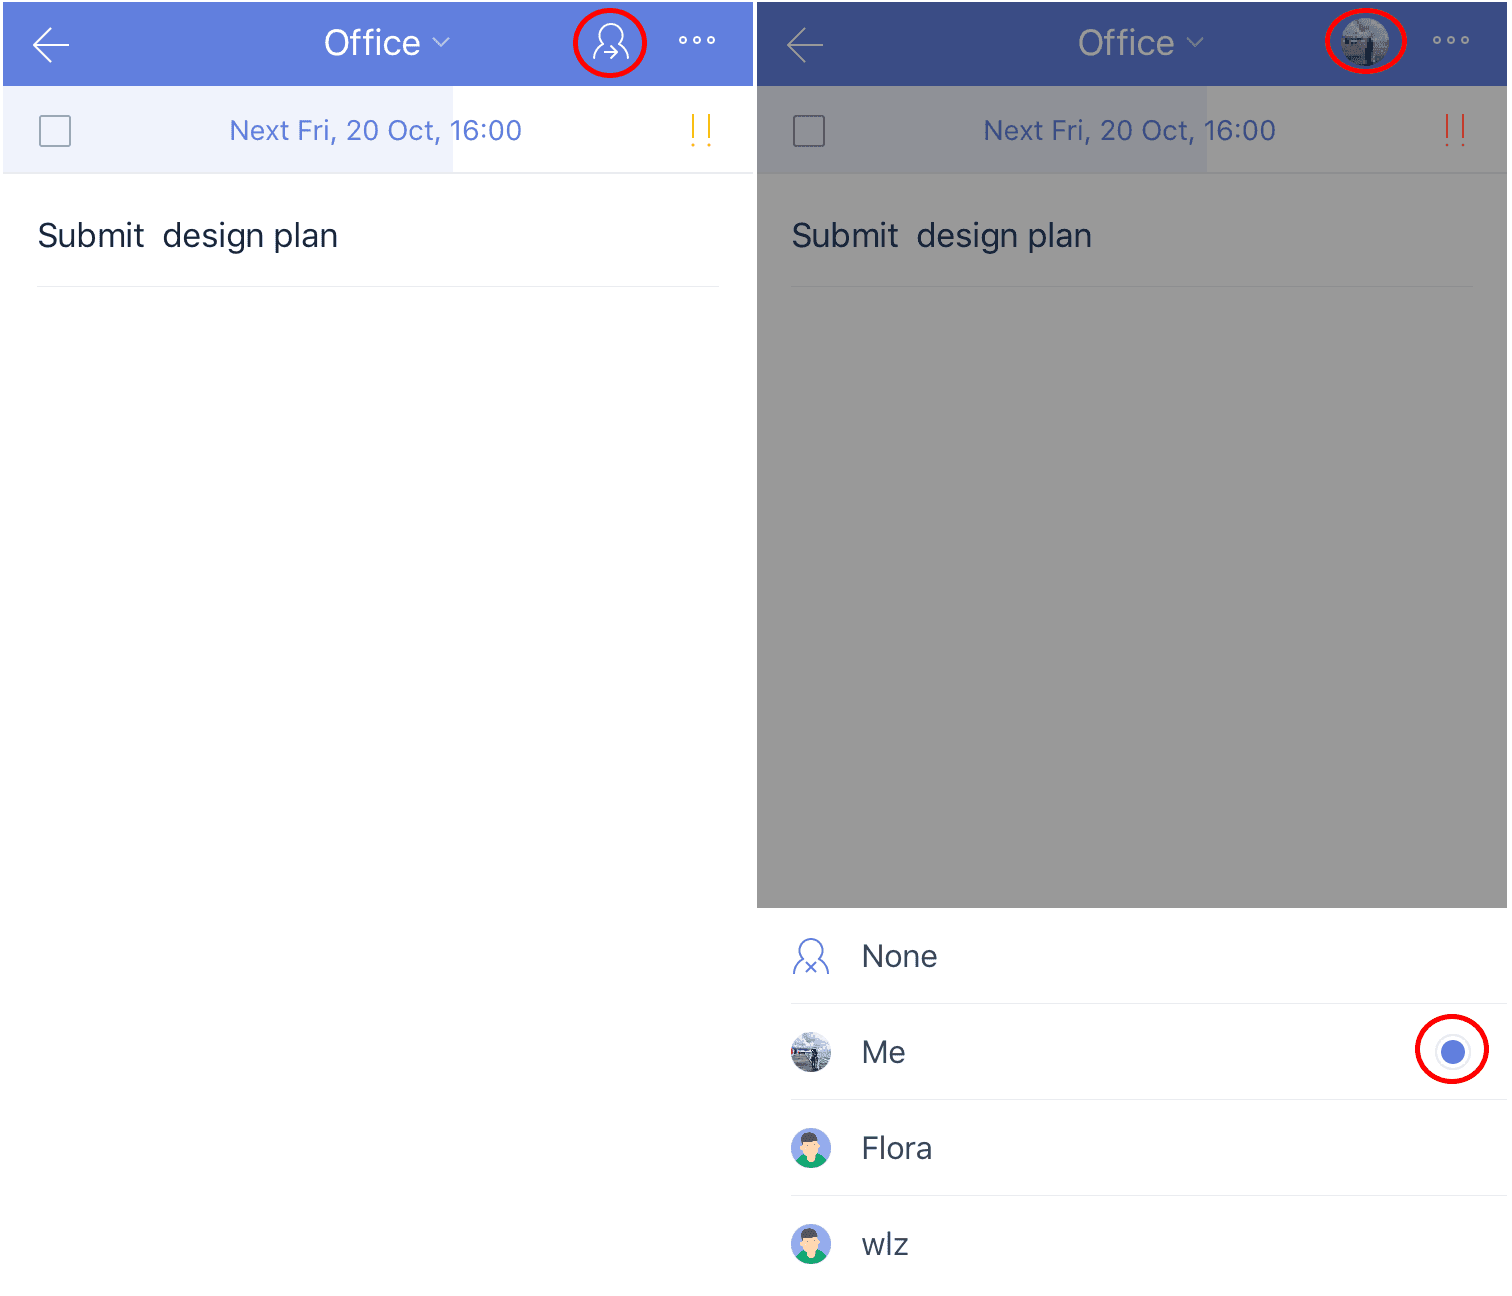 Office
Next Fri, 20 Oct, 16:00 !!
Submit  design plan
Office
Next Fri, 20 Oct, 16:00 !!
Submit  design plan
None
Me
Flora
wlz